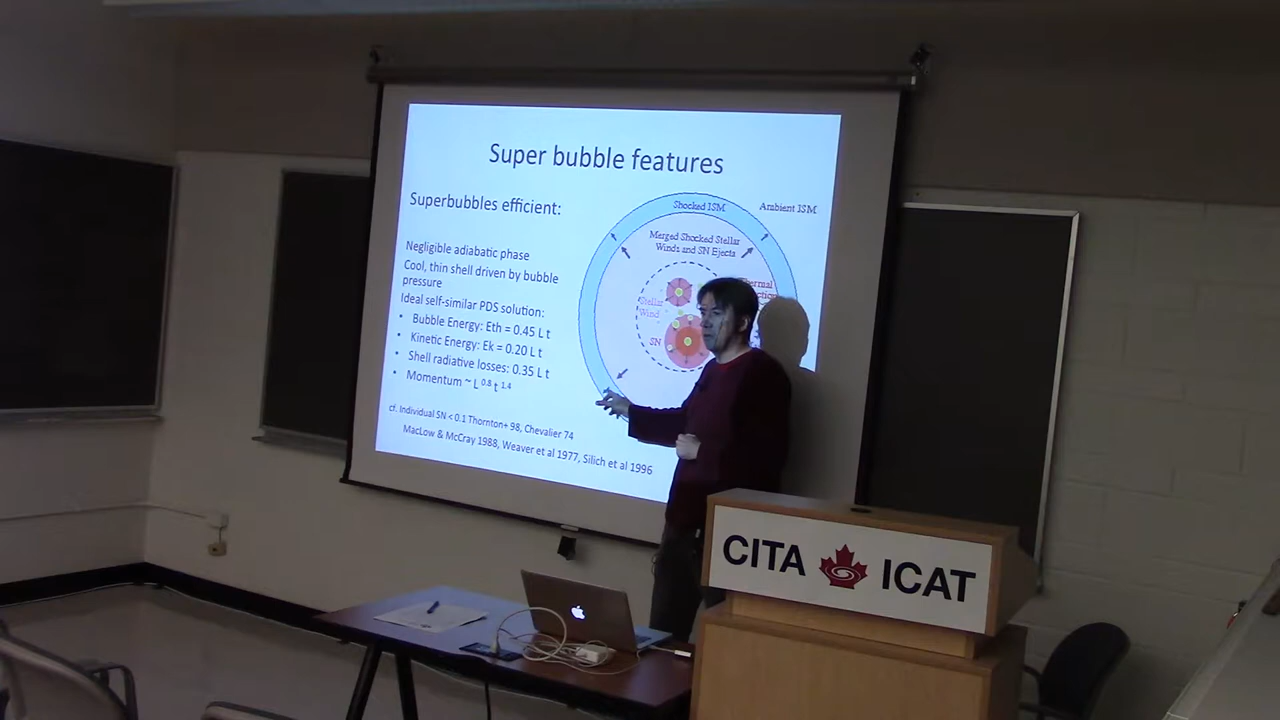 Super bubble features
Superbubbles efficient:
Negligible adiabatic phase
Cool, thin shell driven by bubble
pressure
Ideal self-similar PDS solution:
• Bubble Energy: Eth = 0.45 L t
• Kinetic Energy: Ek = 0.20 L t
• Shell radiative losses: 0.35 L t
• Momentum ~ L 0.8 t 1.4
cf. Individual SN < 0.1 Thornton+ 98, Chevalier 74
MacLow & McCray 1988, Weaver et al 1977, Silich et al 1996
Shocked ISM
Ambient ISM
Merged Shocked Stellar
Winds and SN Ejecta
Stellar
Wind
SN
CITA ICAT